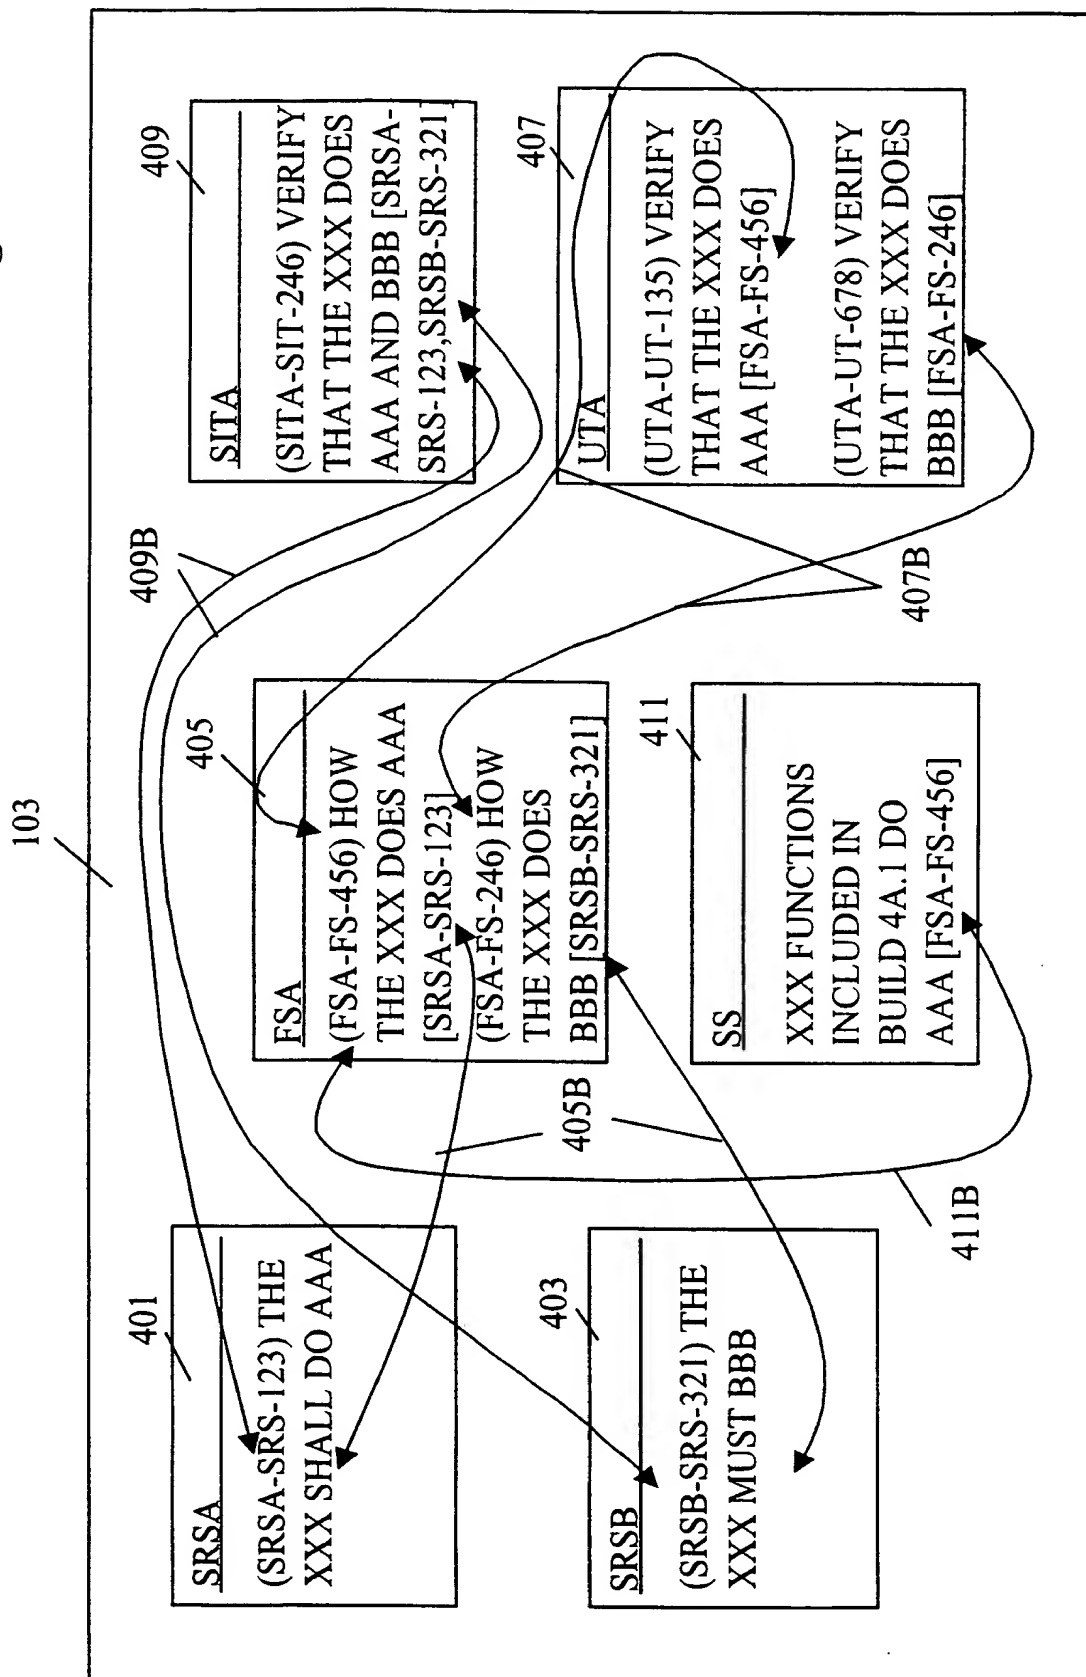 103
401
SRSA
(SRSA-SRS-123) THE
XXX SHALL DO AAA
403
SRSB
(SRSB-SRS-321) THE
XXX MUST BBB
405
FSA
(FSA-FS-456) HOW
THE XXX DOES AAA
[SRSA-SRS-123]
(FSA-FS-246) HOW
THE XXX DOES
BBB [SRSB-SRS-321]
405B
411
SS
XXX FUNCTIONS
INCLUDED IN
BUILD 4A.1 DO
AAA [FSA-FS-456]
411B
409
SITA
(SITA-SIT-246) VERIFY
THAT THE XXX DOES
AAA AND BBB [SRSA-
SRS-123,SRSB-SRS-321]
409B
407
UTA
(UTA-UT-135) VERIFY
THAT THE XXX DOES
AAA [FSA-FS-456]
(UTA-UT-678) VERIFY
THAT THE XXX DOES
BBB [FSA-FS-246]
407B